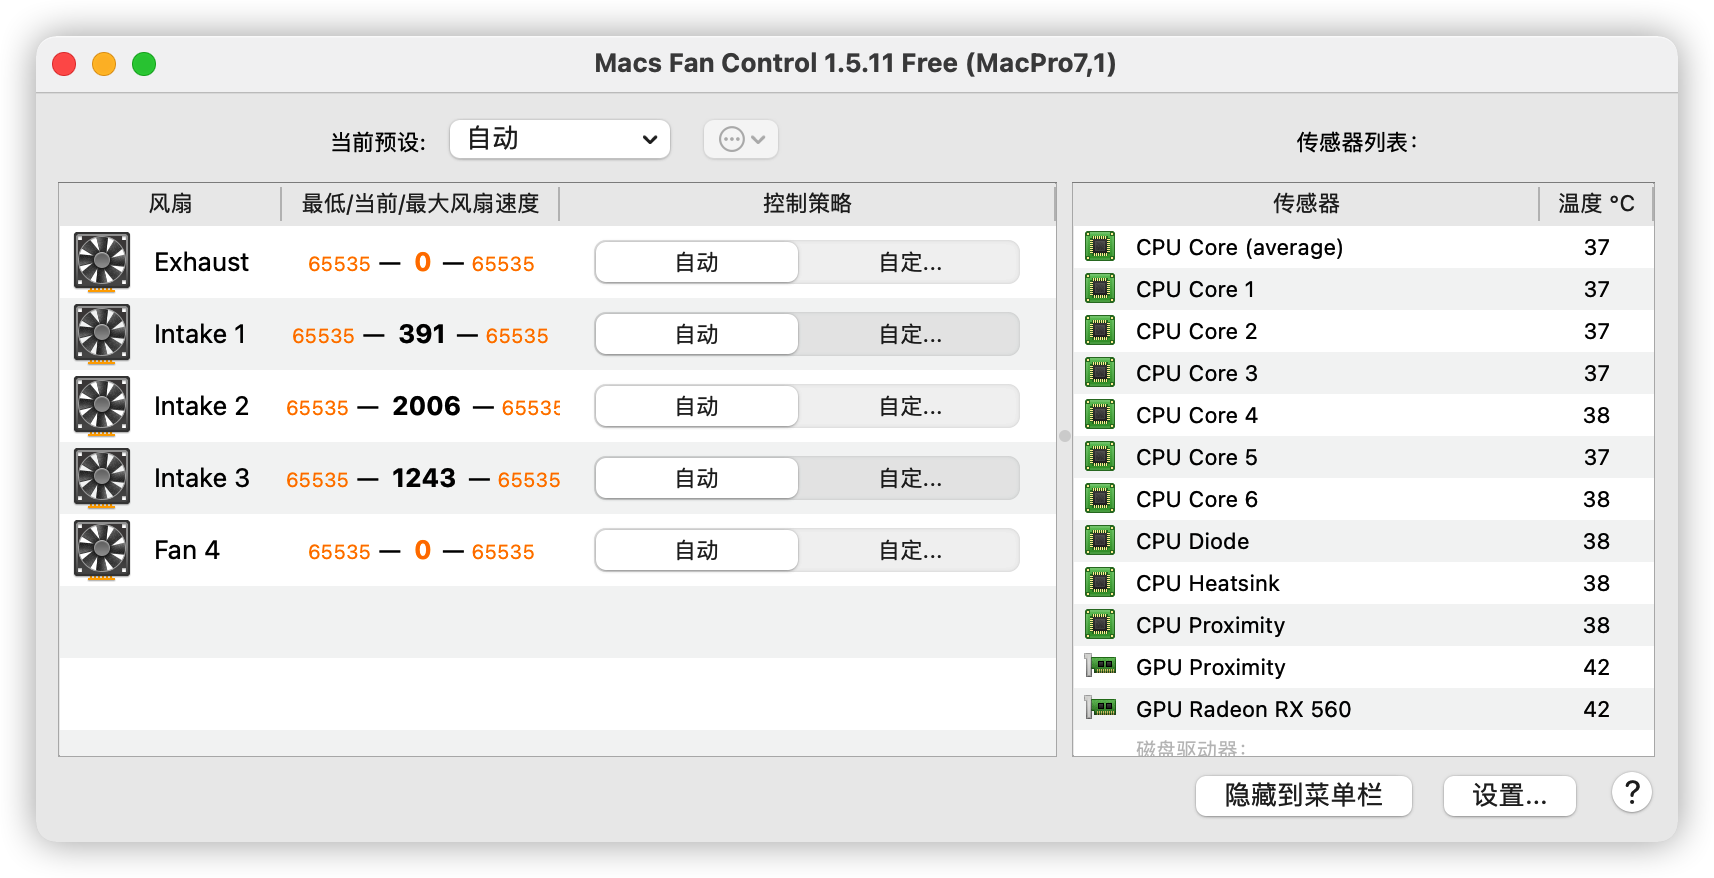 Macs Fan Control 1.5.11 Free (MacPro7,1)
当前预设: 自动
传感器列表:
风扇 最低/当前/最大风扇速度 控制策略
Exhaust 65535 — 0 — 65535 自动 自定...
Intake 1 65535 — 391 — 65535 自动 自定...
Intake 2 65535 — 2006 — 65535 自动 自定...
Intake 3 65535 — 1243 — 65535 自动 自定...
Fan 4 65535 — 0 — 65535 自动 自定...
传感器 温度 °C
CPU Core (average) 37
CPU Core 1 37
CPU Core 2 37
CPU Core 3 37
CPU Core 4 38
CPU Core 5 37
CPU Core 6 38
CPU Diode 38
CPU Heatsink 38
CPU Proximity 38
GPU Proximity 42
GPU Radeon RX 560 42
磁盘驱动器:
隐藏到菜单栏 设置... ?